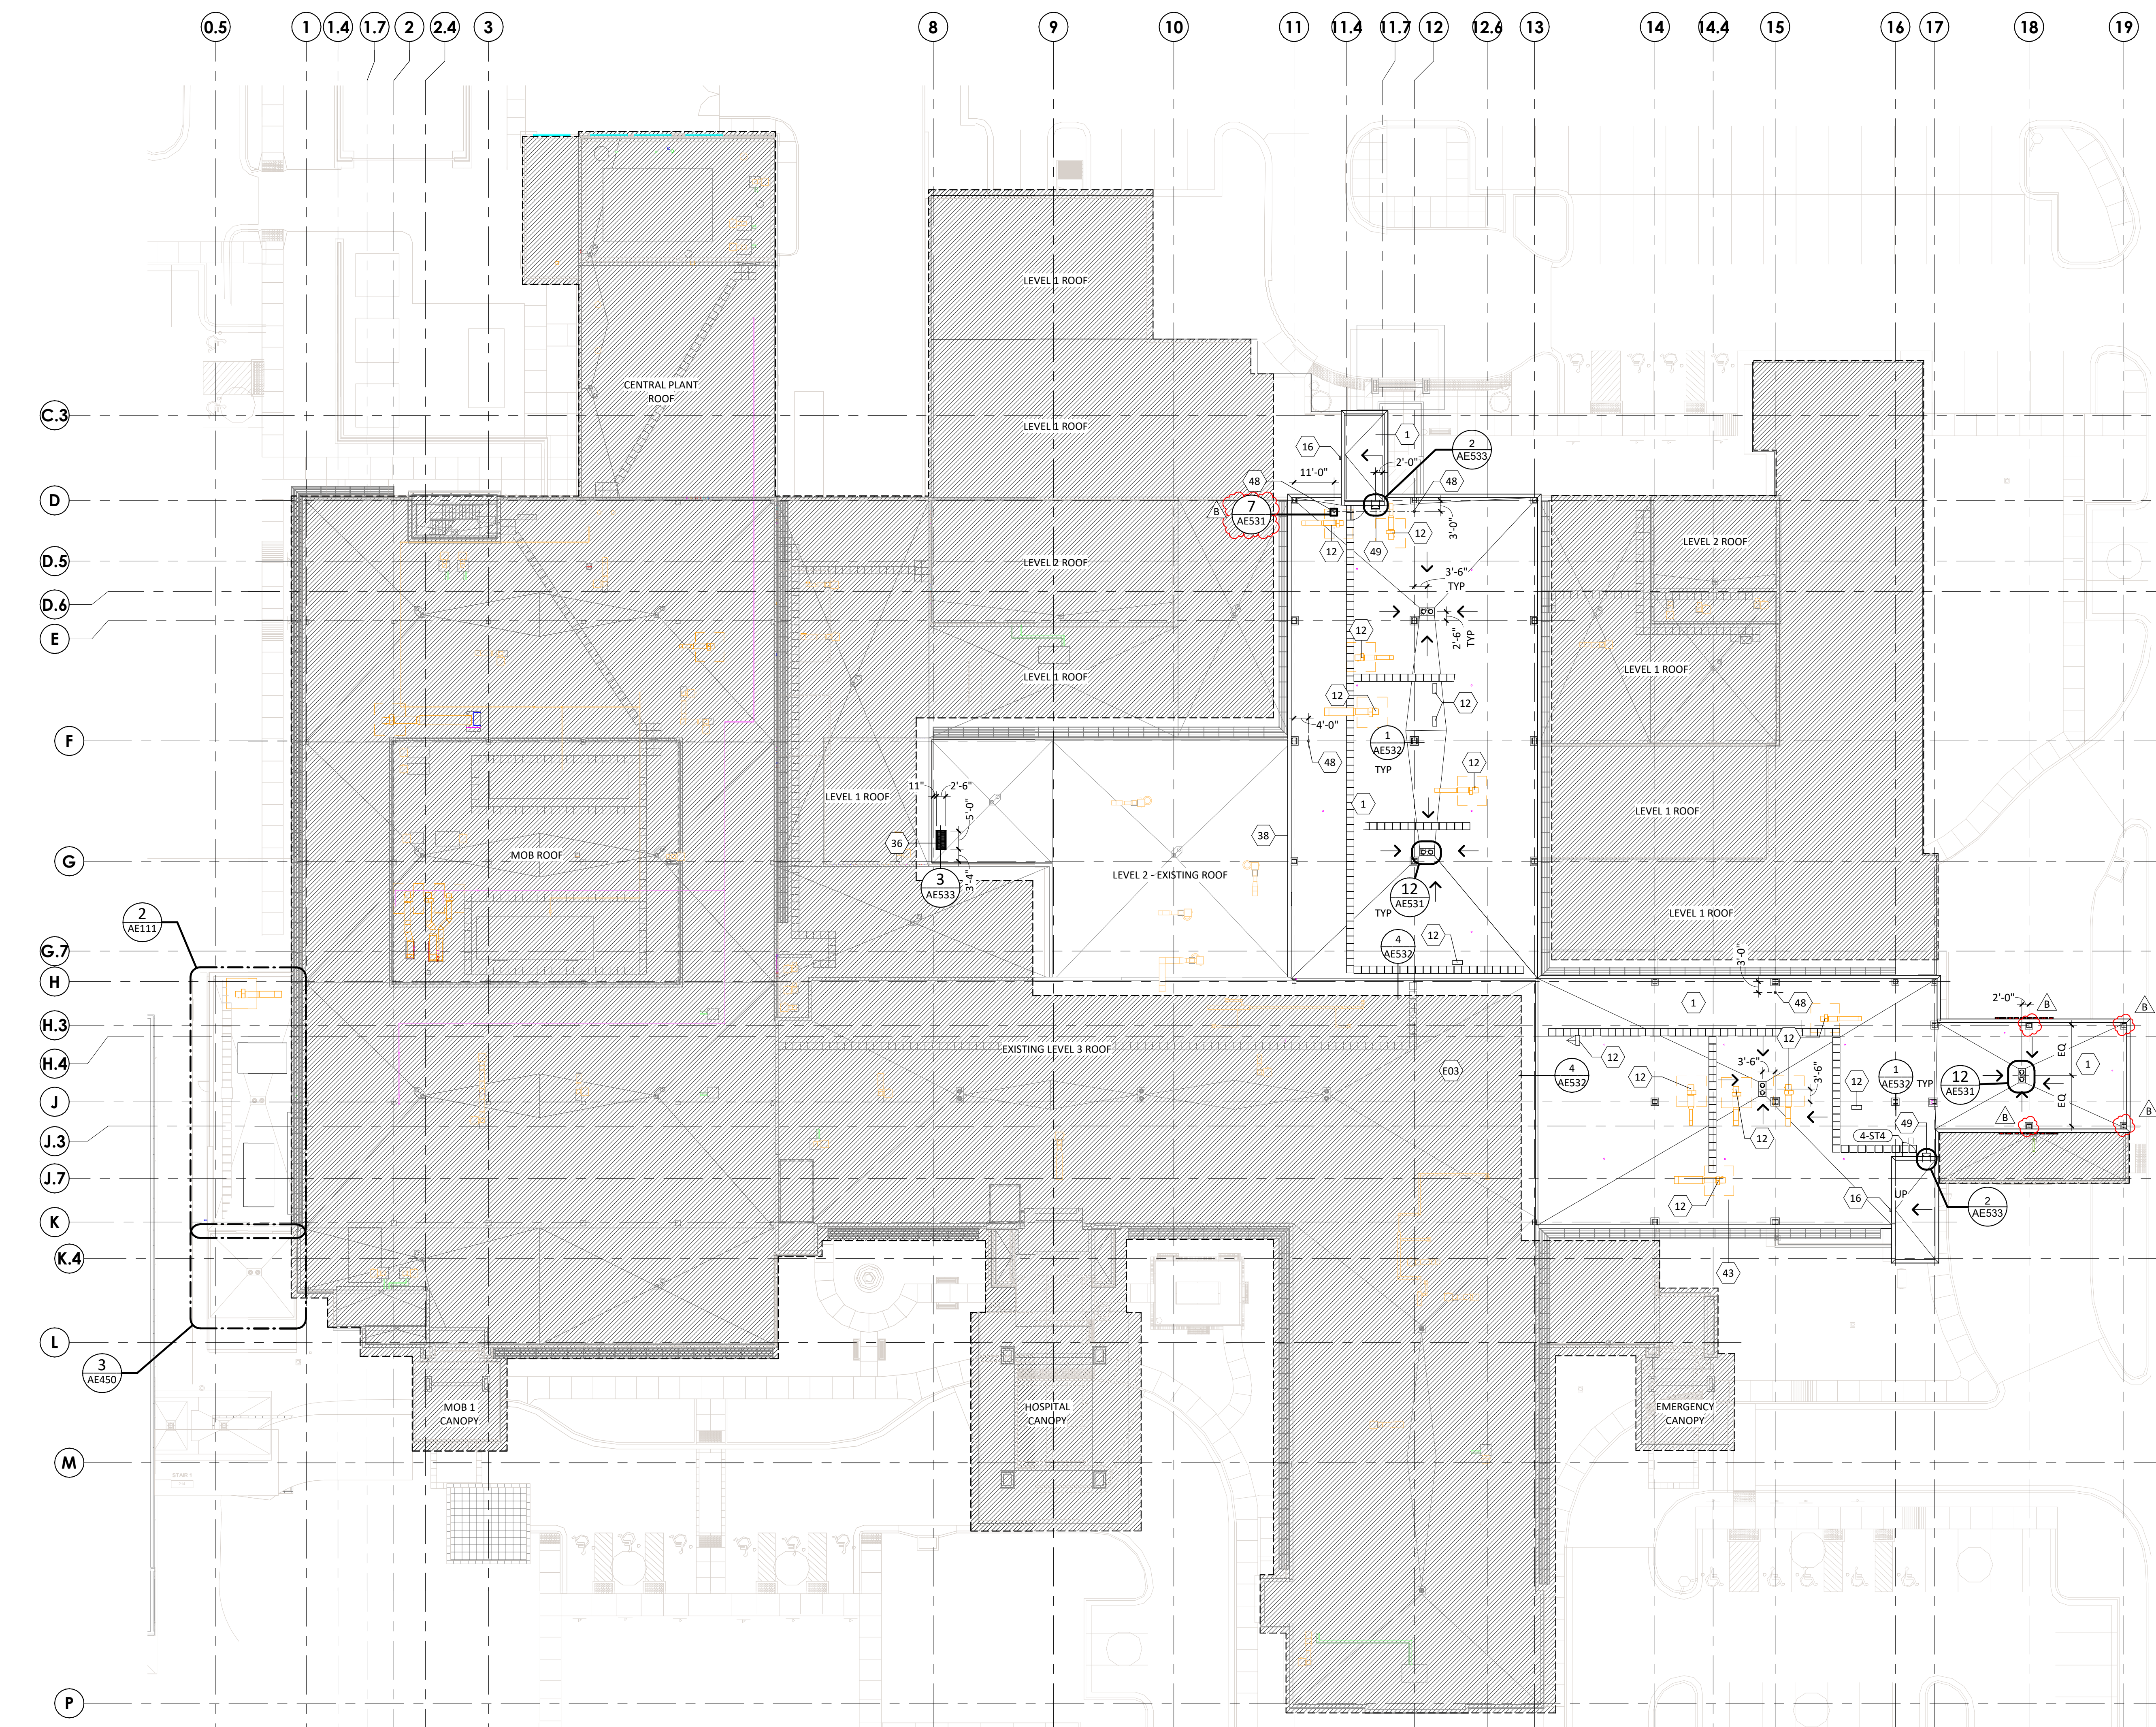 0.5
1
1.4
1.7
2
2.4
3
8
9
10
11
11.4
11.7
12
12.6
13
14
14.4
15
16
17
18
19
C.3
D
D.5
D.6
E
F
G
G.7
H
H.3
H.4
J
J.3
J.7
K
K.4
L
M
P
LEVEL 1 ROOF
CENTRAL PLANT
ROOF
LEVEL 1 ROOF
1
16
2
AE533
2'-0"
11'-0"
48
48
B
7
AE531
12
49
12
3'-0"
LEVEL 2 ROOF
LEVEL 2 ROOF
3'-6"
TYP
12
2'-6"
TYP
LEVEL 1 ROOF
LEVEL 1 ROOF
12
12
4'-0"
1
AE532
TYP
48
12
11"
2'-6"
5'-0"
LEVEL 1 ROOF
1
LEVEL 1 ROOF
36
38
MOB ROOF
3'-4"
3
AE533
LEVEL 2 - EXISTING ROOF
12
AE531
TYP
LEVEL 1 ROOF
2
AE111
4
AE532
12
3'-0"
1
48
2'-0"
B
B
EXISTING LEVEL 3 ROOF
E03
4
AE532
12
12
3'-6"
3'-6"
12
12
1
AE532
TYP
12
AE531
EQ
EQ
1
B
B
12
49
4-ST4
12
16
UP
2
AE533
43
3
AE450
MOB 1
CANOPY
HOSPITAL
CANOPY
EMERGENCY
CANOPY
STAIR 1